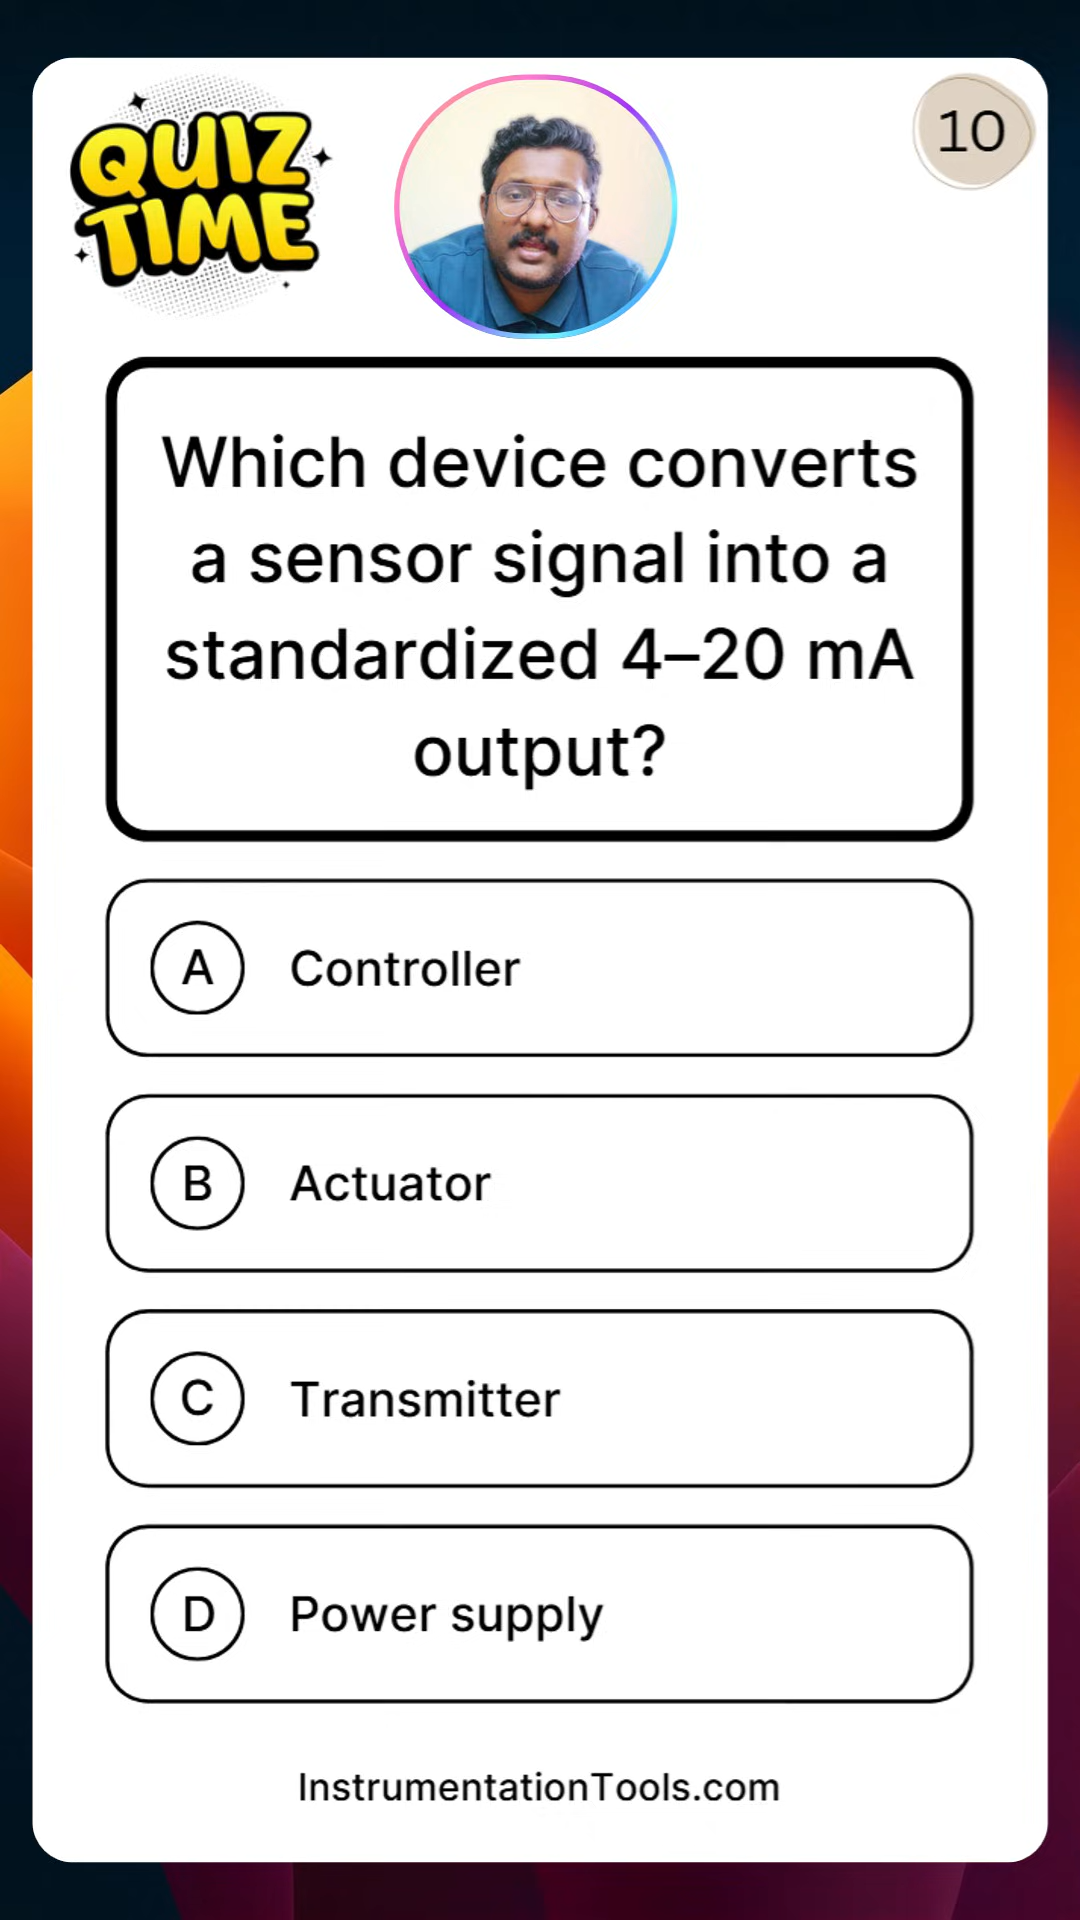 QUIZ
TIME
10
Which device converts
a sensor signal into a
standardized 4–20 mA
output?
A Controller
B Actuator
C Transmitter
D Power supply
InstrumentationTools.com